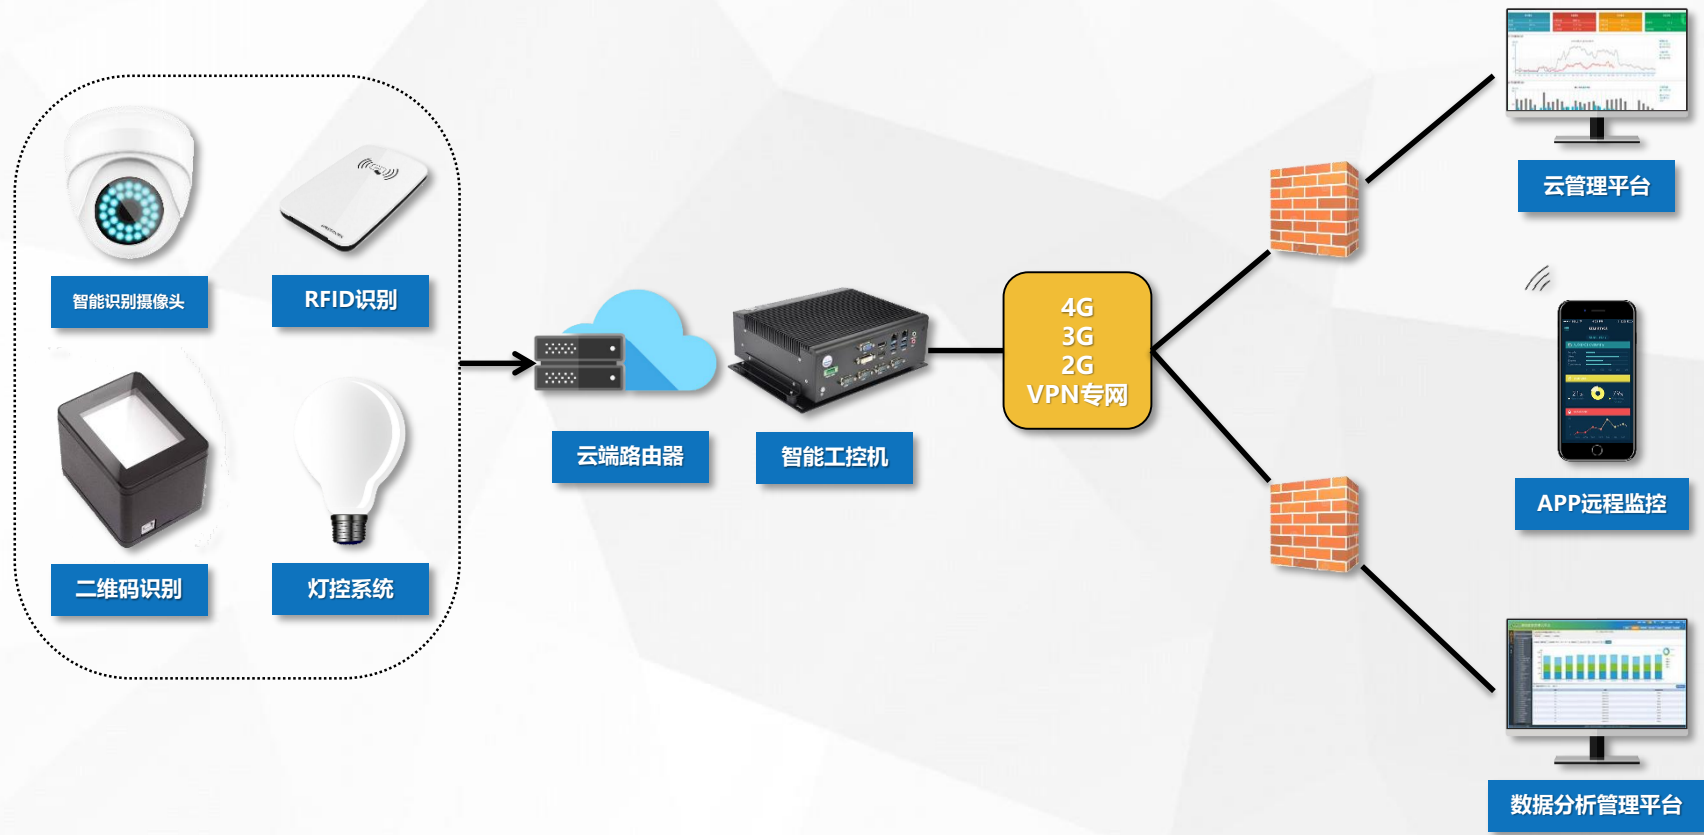 智能识别摄像头
RFID识别
二维码识别
灯控系统
云端路由器
智能工控机
4G
3G
2G
VPN专网
云管理平台
APP远程监控
数据分析管理平台